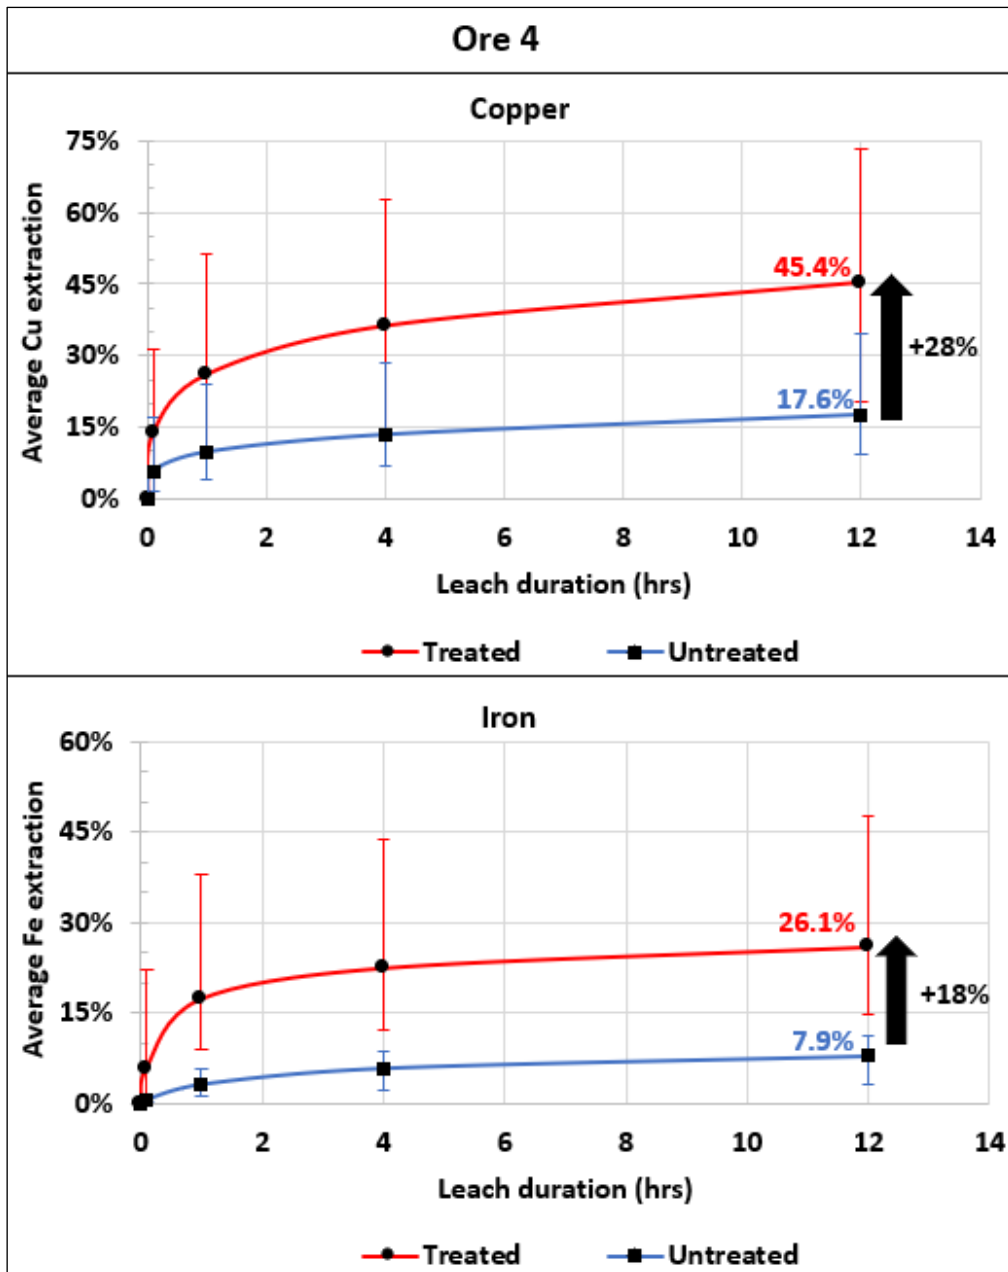 Ore 4
Copper
Average Cu extraction
75%
60%
45%
30%
15%
0%
45.4%
+28%
17.6%
0 2 4 6 8 10 12 14
Leach duration (hrs)
Treated Untreated
Iron
Average Fe extraction
60%
45%
30%
15%
0%
26.1%
+18%
7.9%
0 2 4 6 8 10 12 14
Leach duration (hrs)
Treated Untreated